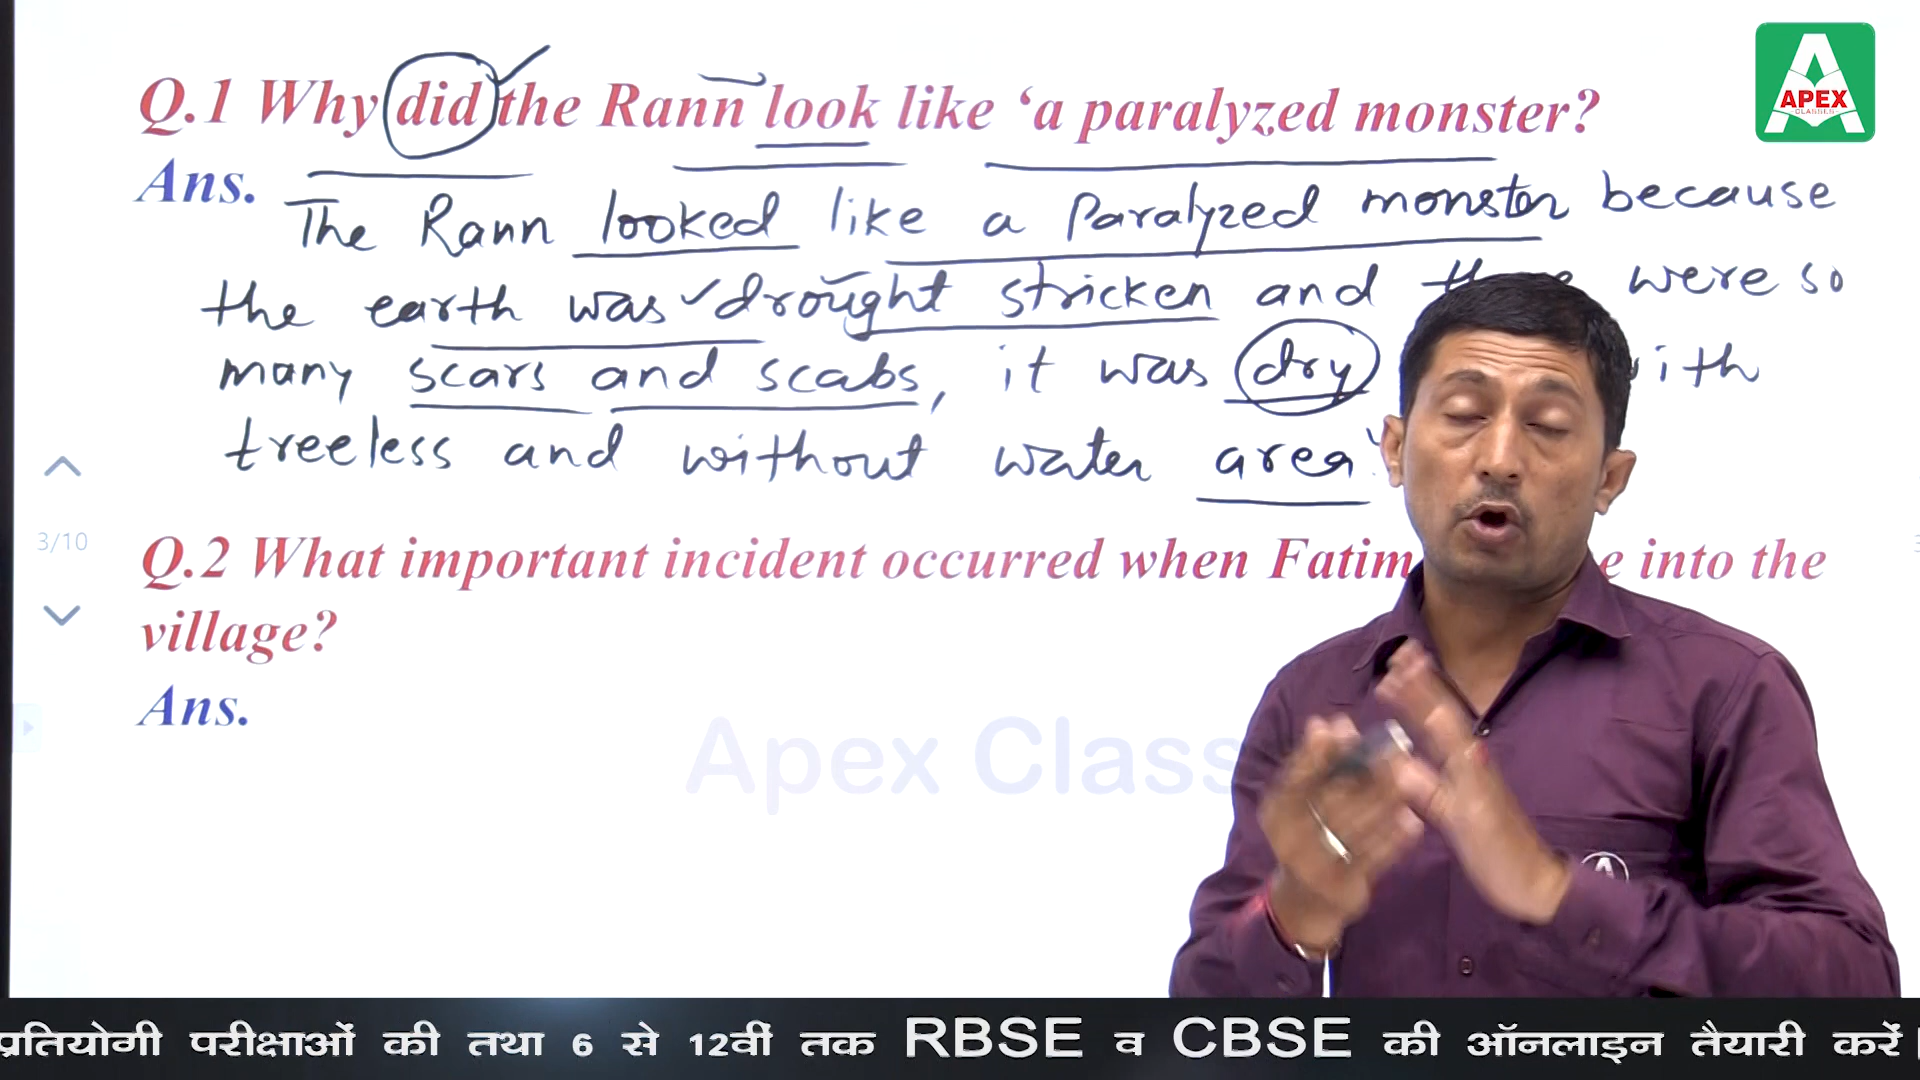 Q.1 Why did the Rann look like ‘a paralyzed monster?
APEX
CLASSES
Ans. The Rann looked like a paralyzed monster because
the earth was drought stricken and there were so
many scars and scabs, it was dry with
treeless and without water area
3/10
Q.2 What important incident occurred when Fatim e into the
village?
Ans.
Apex Class
प्रतियोगी परीक्षाओं की तथा 6 से 12वीं तक RBSE व CBSE की ऑनलाइन तैयारी करें